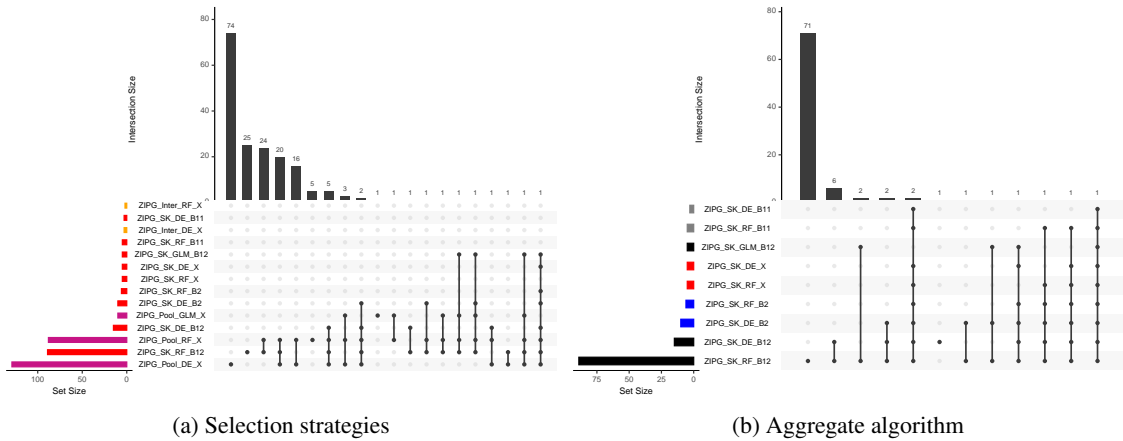 80
60
40
20
0
Intersection Size
74 25 24 20 16 5 5 3 2 1 1 1 1 1 1 1 1 1 1 1
ZIPG_Inter_RF_X
ZIPG_SK_DE_B11
ZIPG_Inter_DE_X
ZIPG_SK_RF_B11
ZIPG_SK_GLM_B12
ZIPG_SK_DE_X
ZIPG_SK_RF_X
ZIPG_SK_RF_B2
ZIPG_SK_DE_B2
ZIPG_Pool_GLM_X
ZIPG_SK_DE_B12
ZIPG_Pool_RF_X
ZIPG_SK_RF_B12
ZIPG_Pool_DE_X
100 50 0
Set Size
(a) Selection strategies
80
60
40
20
0
Intersection Size
71 6 2 2 2 1 1 1 1 1 1 1
ZIPG_SK_DE_B11
ZIPG_SK_RF_B11
ZIPG_SK_GLM_B12
ZIPG_SK_DE_X
ZIPG_SK_RF_X
ZIPG_SK_RF_B2
ZIPG_SK_DE_B2
ZIPG_SK_DE_B12
ZIPG_SK_RF_B12
75 50 25 0
Set Size
(b) Aggregate algorithm